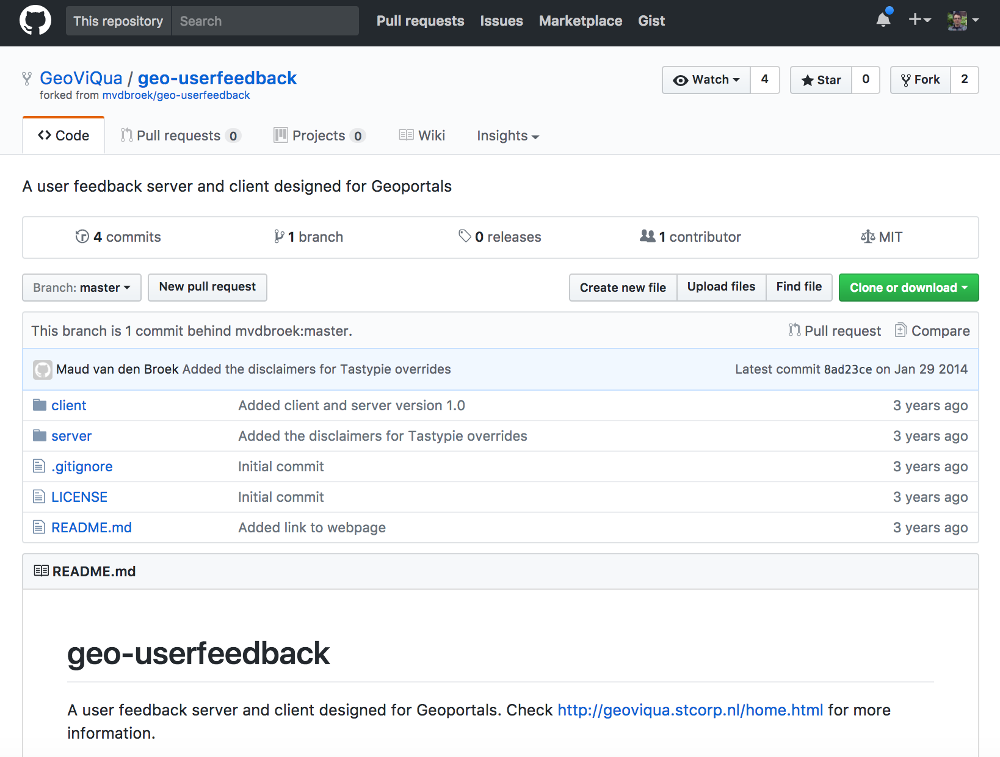 This repository Search Pull requests Issues Marketplace Gist
GeoViQua / geo-userfeedback Watch 4 Star 0 Fork 2
forked from mvdbroek/geo-userfeedback
Code Pull requests 0 Projects 0 Wiki Insights
A user feedback server and client designed for Geoportals
4 commits 1 branch 0 releases 1 contributor MIT
Branch: master New pull request Create new file Upload files Find file Clone or download
This branch is 1 commit behind mvdbroek:master. Pull request Compare
Maud van den Broek Added the disclaimers for Tastypie overrides Latest commit 8ad23ce on Jan 29 2014
client Added client and server version 1.0 3 years ago
server Added the disclaimers for Tastypie overrides 3 years ago
.gitignore Initial commit 3 years ago
LICENSE Initial commit 3 years ago
README.md Added link to webpage 3 years ago
README.md
geo-userfeedback
A user feedback server and client designed for Geoportals. Check http://geoviqua.stcorp.nl/home.html for more
information.